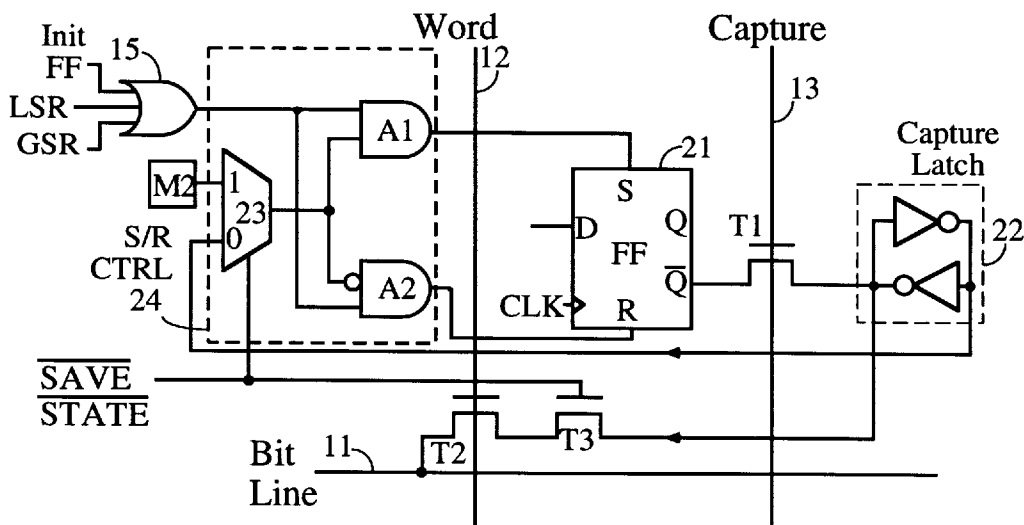 Word
Capture
Init
FF
15
12
LSR
GSR
13
A1
21
Capture
Latch
M2
1
S
23
D
Q
T1
22
S/R
0
FF
CTRL
A2
Q
24
CLK
R
SAVE
STATE
T2
T3
11
Bit
Line